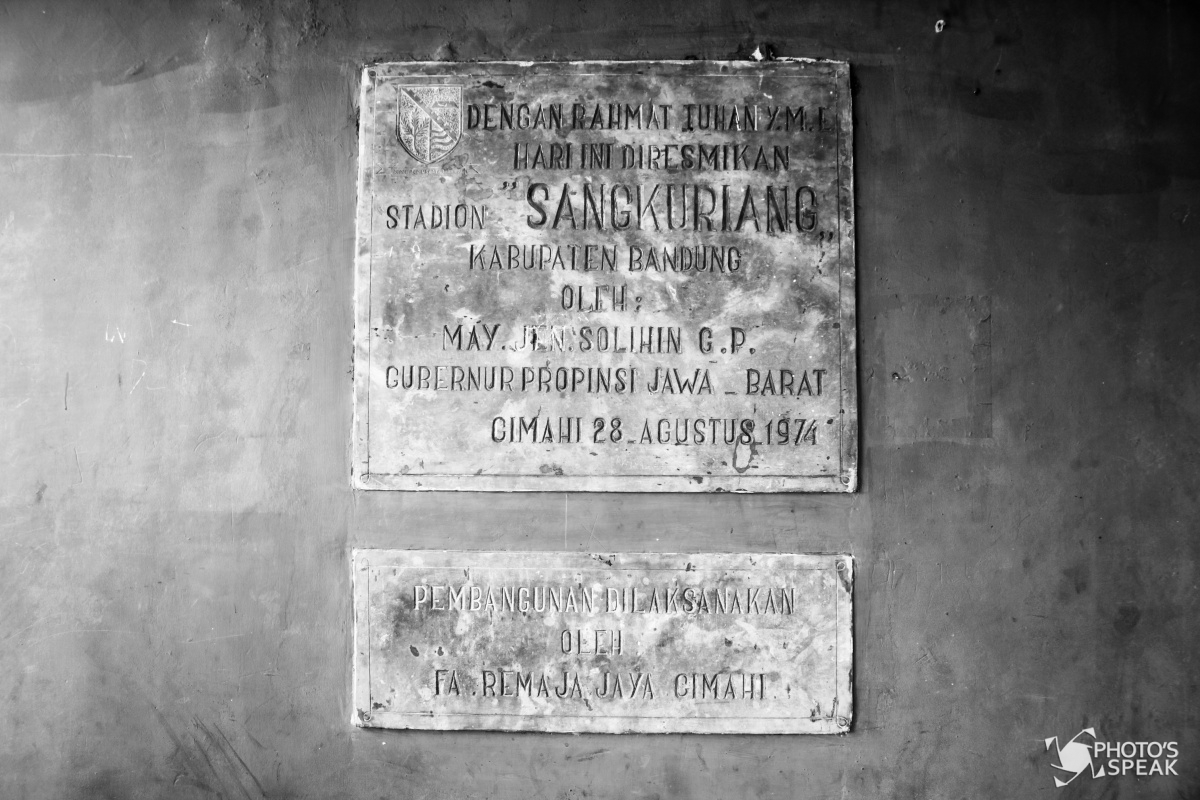 DENGAN RAHMAT TUHAN Y.M.E
HARI INI DIRESMIKAN
STADION "SANGKURIANG"
KABUPATEN BANDUNG
OLEH :
MAY. JEN. SOLIHIN G.P.
GUBERNUR PROPINSI JAWA - BARAT
CIMAHI 28 - AGUSTUS - 1974
PEMBANGUNAN DILAKSANAKAN
OLEH
FA. REMAJA JAYA CIMAHI.
PHOTO'S
SPEAK